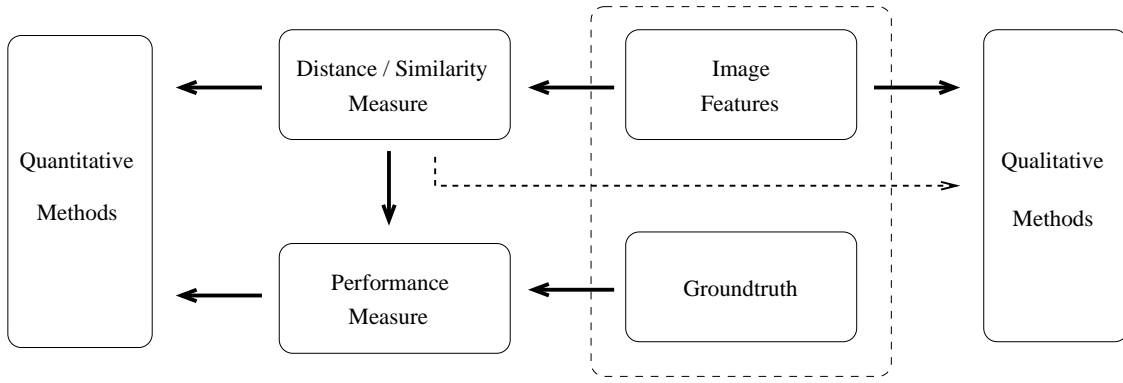 Quantitative
Methods
Distance / Similarity
Measure
Performance
Measure
Image
Features
Groundtruth
Qualitative
Methods